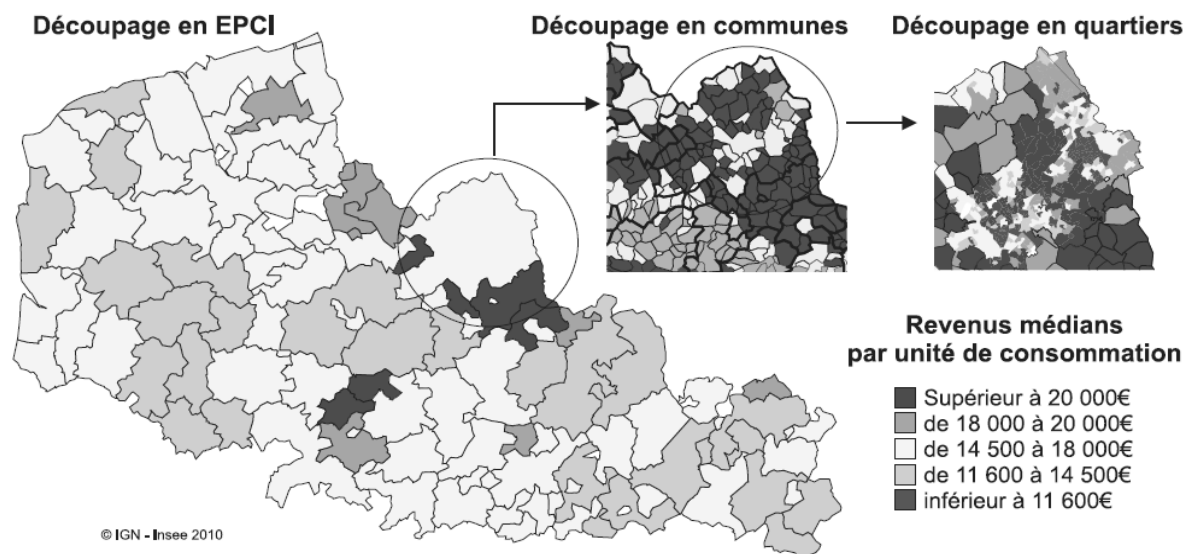 Découpage en EPCI
Découpage en communes
Découpage en quartiers
Revenus médians
par unité de consommation
Supérieur à 20 000€
de 18 000 à 20 000€
de 14 500 à 18 000€
de 11 600 à 14 500€
inférieur à 11 600€
© IGN - Insee 2010